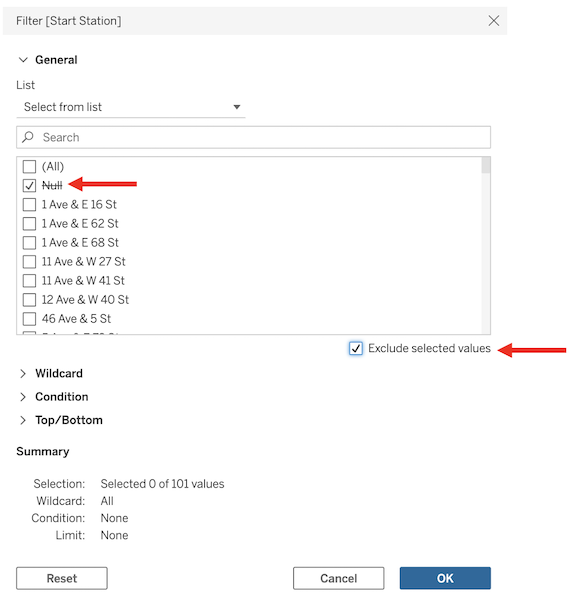 Filter [Start Station]
General
List
Select from list
Search
(All)
Null
1 Ave & E 16 St
1 Ave & E 62 St
1 Ave & E 68 St
11 Ave & W 27 St
11 Ave & W 41 St
12 Ave & W 40 St
46 Ave & 5 St
Exclude selected values
Wildcard
Condition
Top/Bottom
Summary
Selection: Selected 0 of 101 values
Wildcard: All
Condition: None
Limit: None
Reset Cancel OK